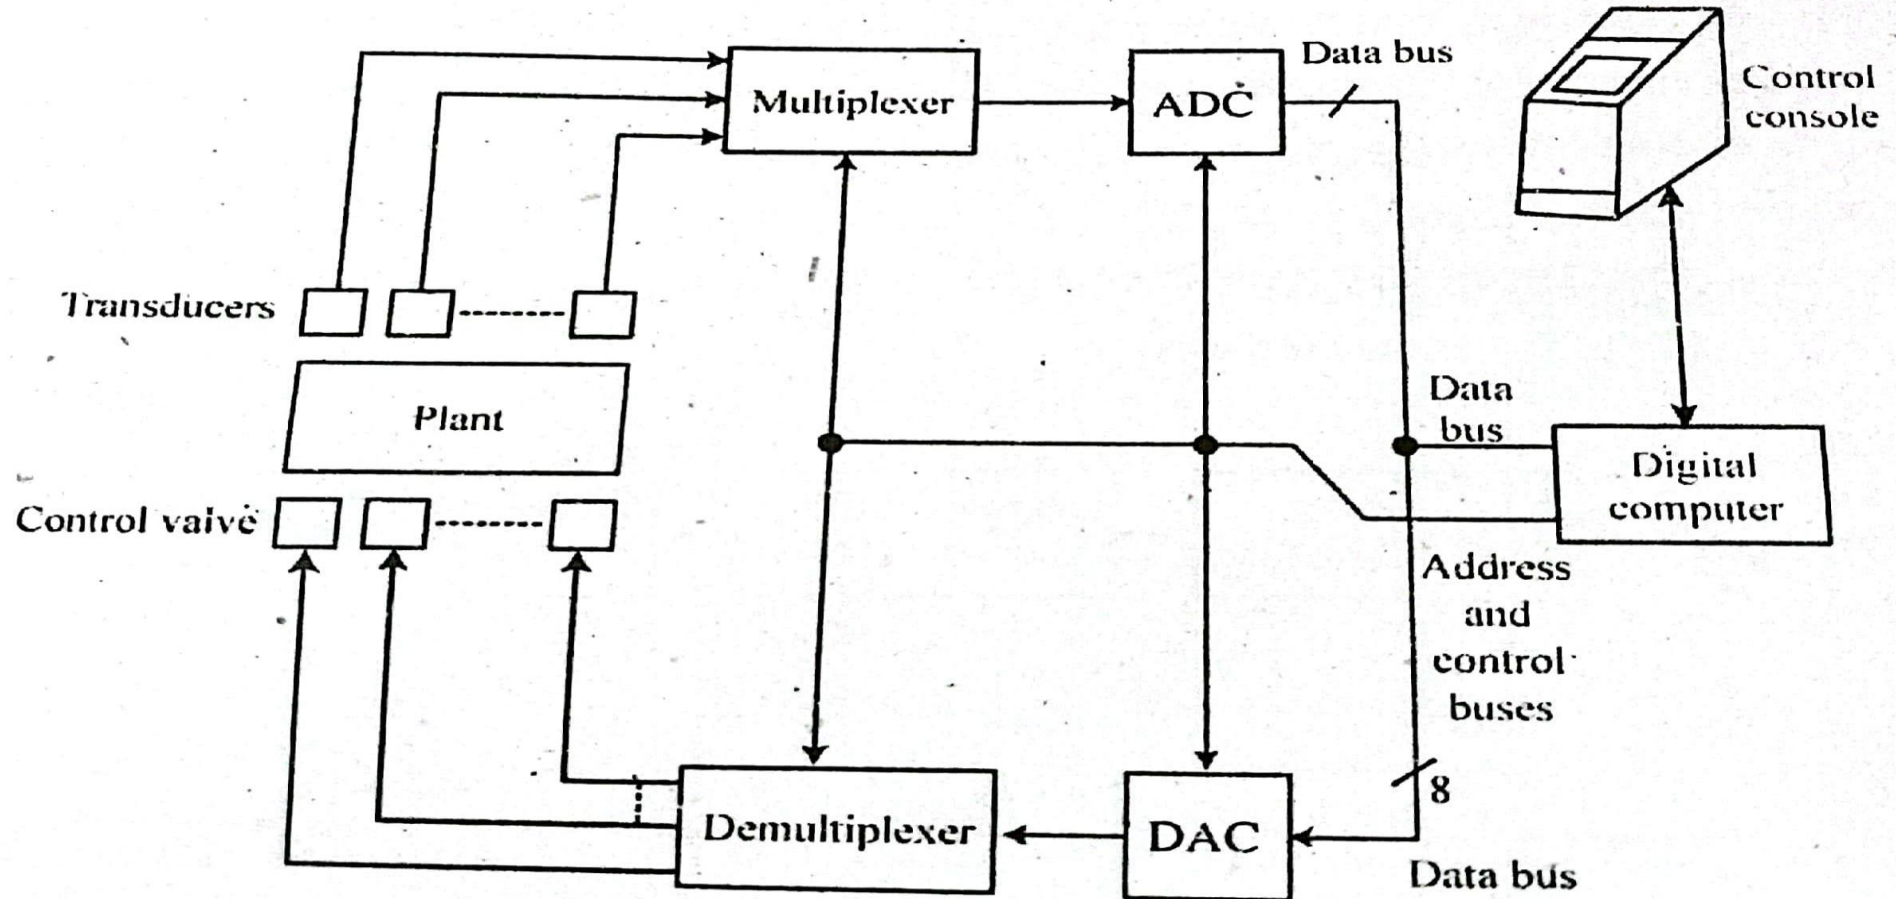 Data bus
Multiplexer
ADC
Control
console
Transducers
Plant
Data
bus
Digital
computer
Control valve
Address
and
control
buses
8
Demultiplexer
DAC
Data bus